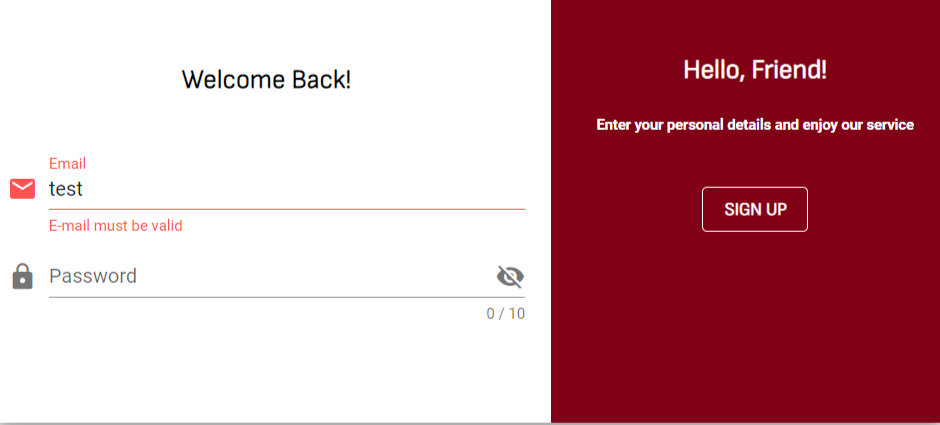 Welcome Back!
Email
test
E-mail must be valid
Password
0 / 10
Hello, Friend!
Enter your personal details and enjoy our service
SIGN UP